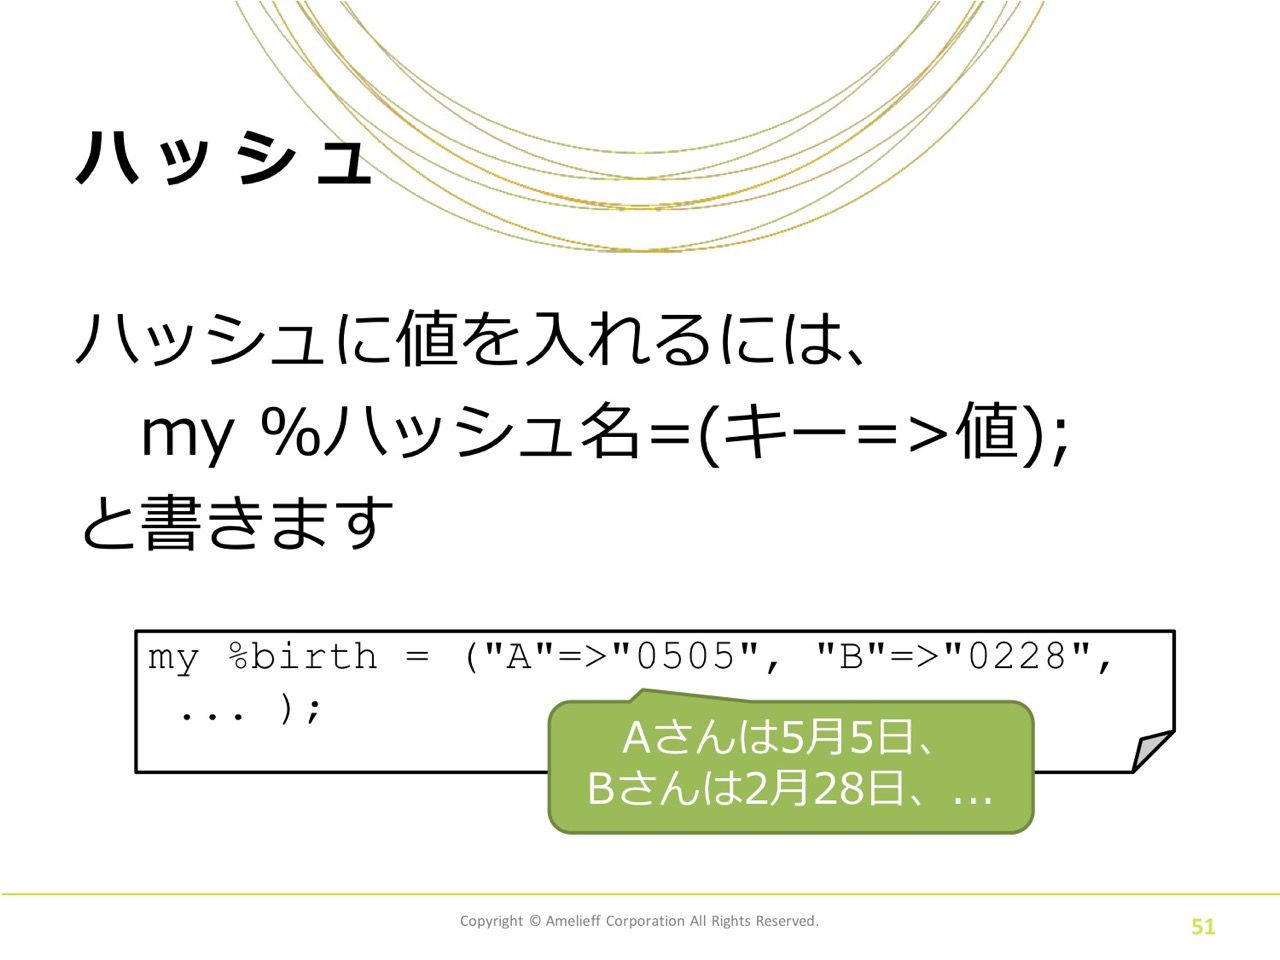 ハッシュ
ハッシュに値を入れるには、
my %ハッシュ名=(キー=>値);
と書きます
my %birth = ("A"=>"0505", "B"=>"0228",
... );
Aさんは5月5日、
Bさんは2月28日、…
Copyright © Amelieff Corporation All Rights Reserved.
51